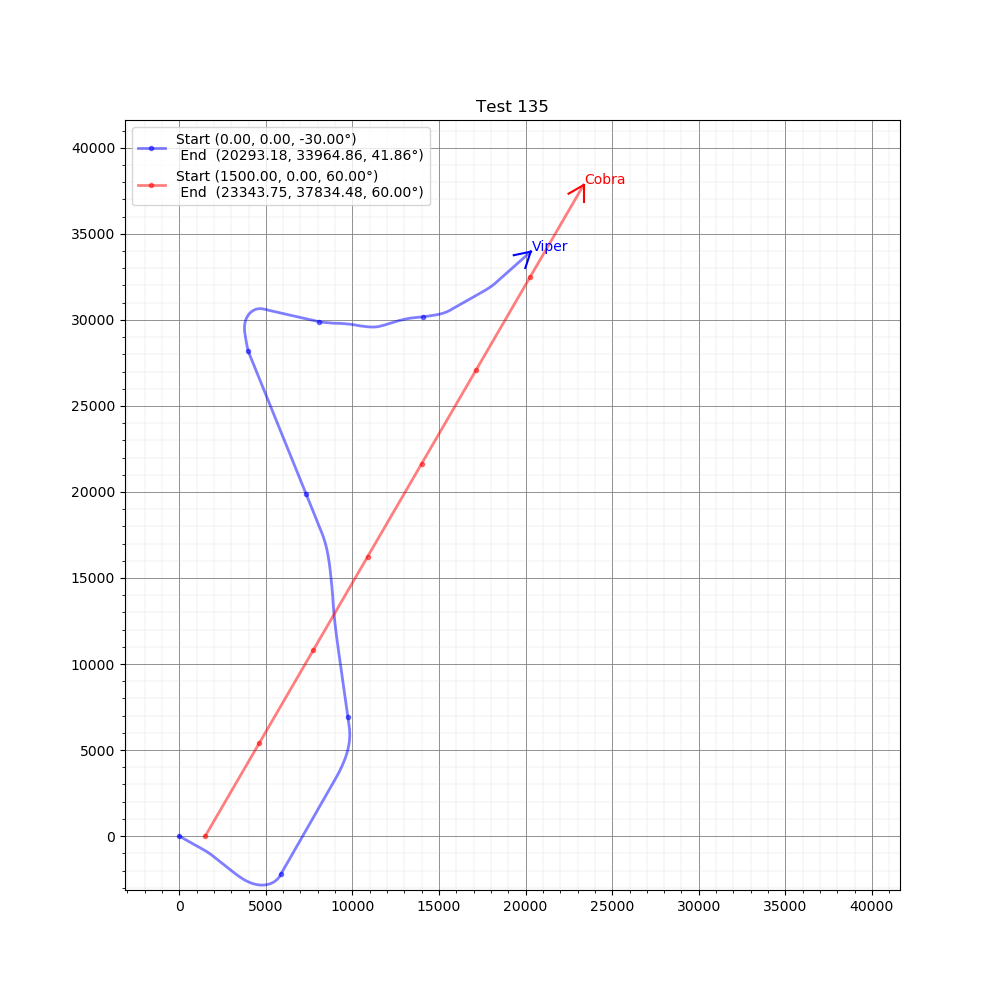 Test 135
Start (0.00, 0.00, -30.00°)
End (20293.18, 33964.86, 41.86°)
Start (1500.00, 0.00, 60.00°)
End (23343.75, 37834.48, 60.00°)
Cobra
Viper
40000
35000
30000
25000
20000
15000
10000
5000
0
0 5000 10000 15000 20000 25000 30000 35000 40000